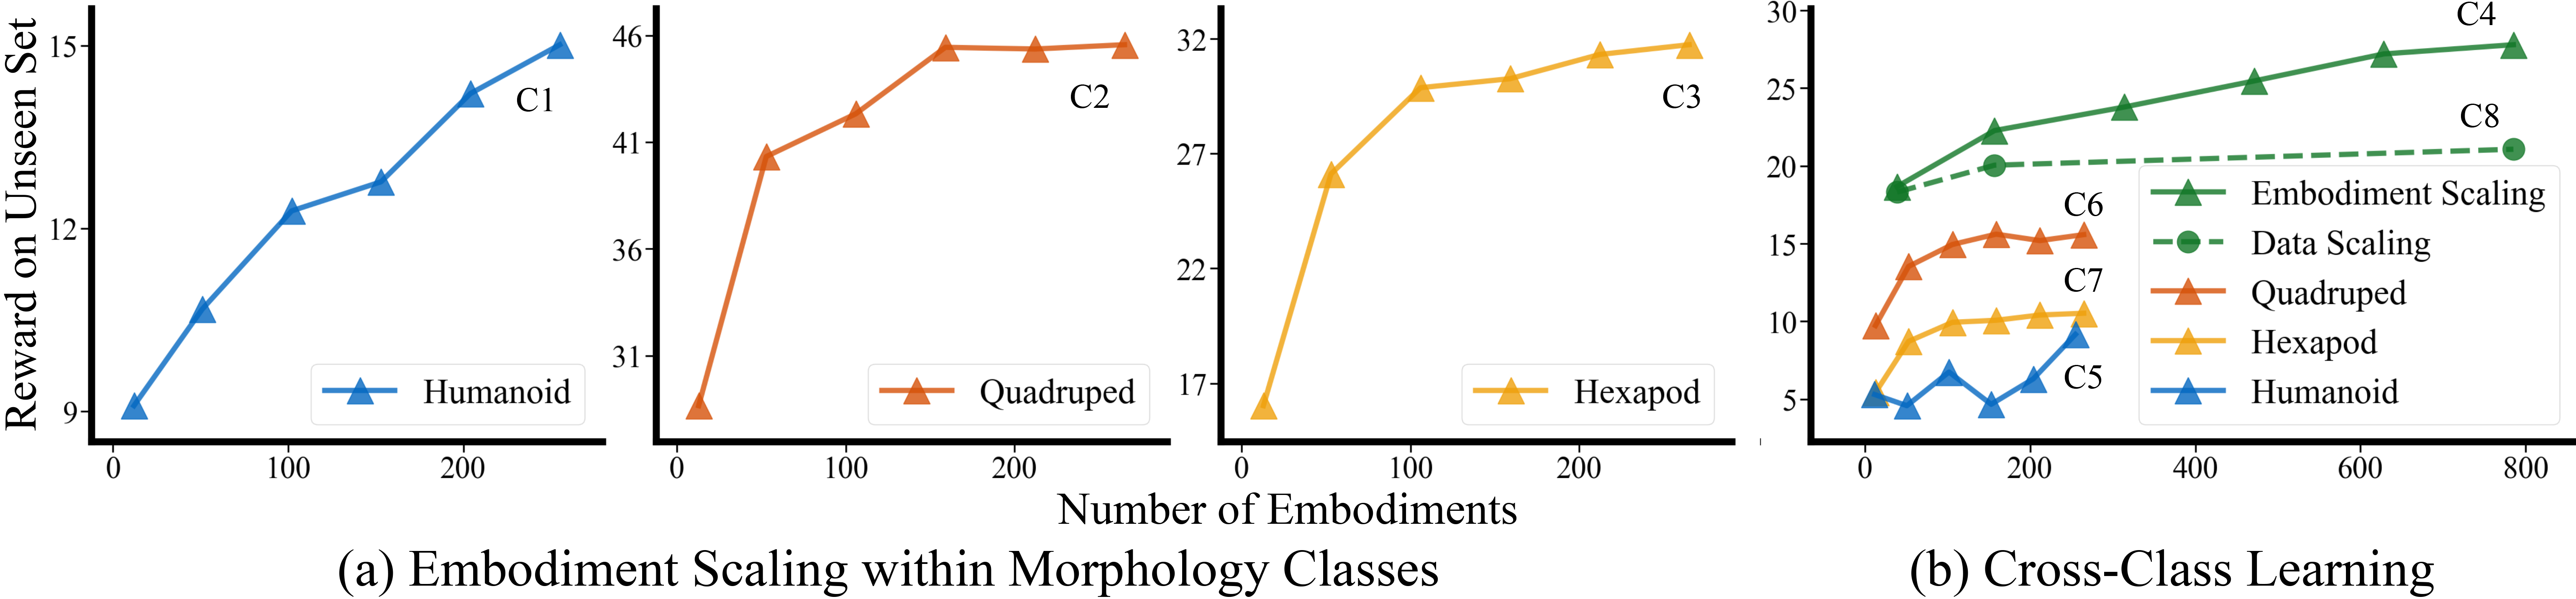 Reward on Unseen Set
15
12
9
0
100
200
C1
Humanoid
46
41
36
31
0
100
200
C2
Quadruped
32
27
22
17
0
100
200
C3
Hexapod
30
25
20
15
10
5
0
200
400
600
800
C4
C8
C6
C7
C5
Embodiment Scaling
Data Scaling
Quadruped
Hexapod
Humanoid
Number of Embodiments
(a) Embodiment Scaling within Morphology Classes
(b) Cross-Class Learning